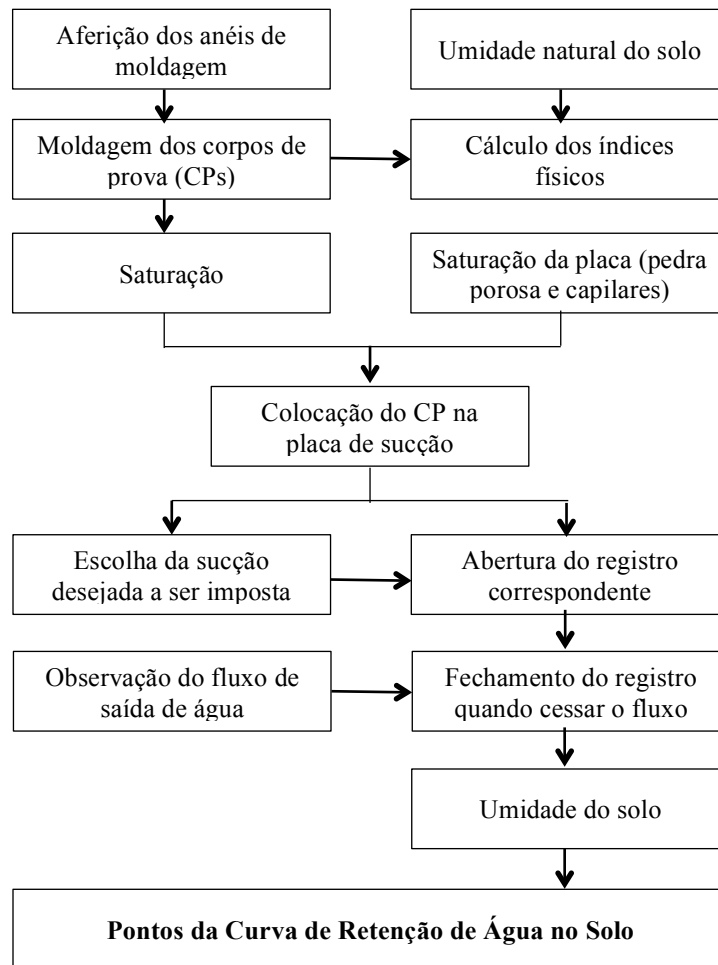 Aferição dos anéis de
moldagem
Umidade natural do solo
Moldagem dos corpos de
prova (CPs)
Cálculo dos índices
físicos
Saturação
Saturação da placa (pedra
porosa e capilares)
Colocação do CP na
placa de sucção
Escolha da sucção
desejada a ser imposta
Abertura do registro
correspondente
Observação do fluxo de
saída de água
Fechamento do registro
quando cessar o fluxo
Umidade do solo
Pontos da Curva de Retenção de Água no Solo